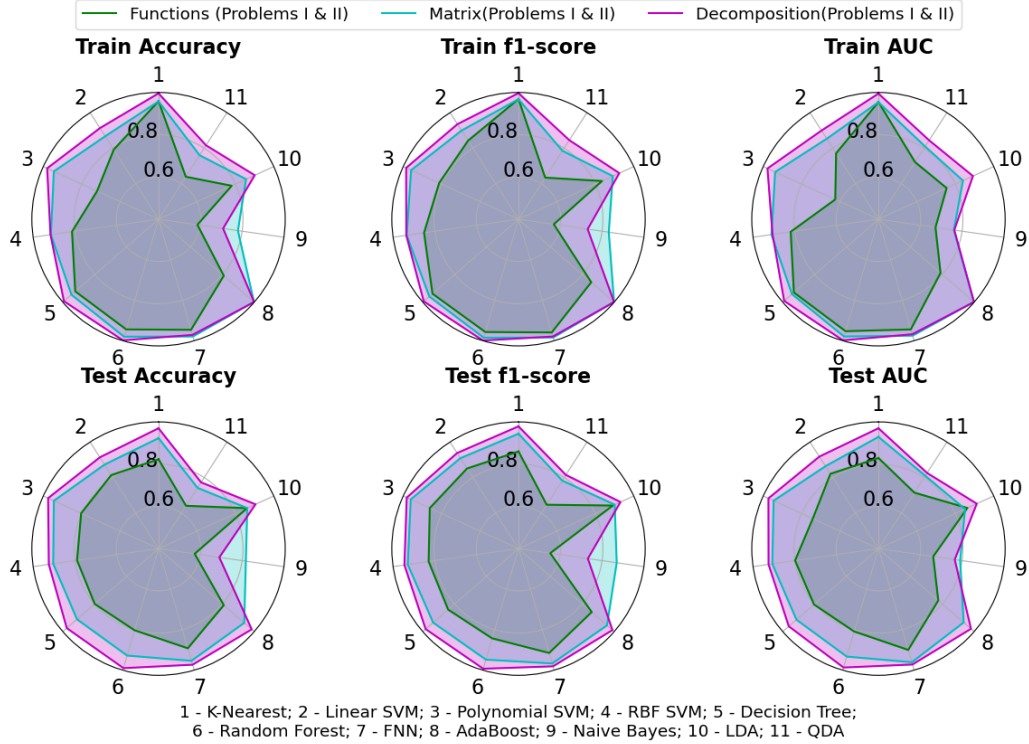 Functions (Problems I & II) Matrix(Problems I & II) Decomposition(Problems I & II)
Train Accuracy Train f1-score Train AUC
1 1 1
2 11 2 11 2 11
0.8 0.8 0.8
3 10 3 10 3 10
0.6 0.6 0.6
4 9 4 9 4 9
5 8 5 8 5 8
6 7 6 7 6 7
Test Accuracy Test f1-score Test AUC
1 1 1
2 11 2 11 2 11
0.8 0.8 0.8
3 10 3 10 3 10
0.6 0.6 0.6
4 9 4 9 4 9
5 8 5 8 5 8
6 7 6 7 6 7
1 - K-Nearest; 2 - Linear SVM; 3 - Polynomial SVM; 4 - RBF SVM; 5 - Decision Tree;
6 - Random Forest; 7 - FNN; 8 - AdaBoost; 9 - Naive Bayes; 10 - LDA; 11 - QDA